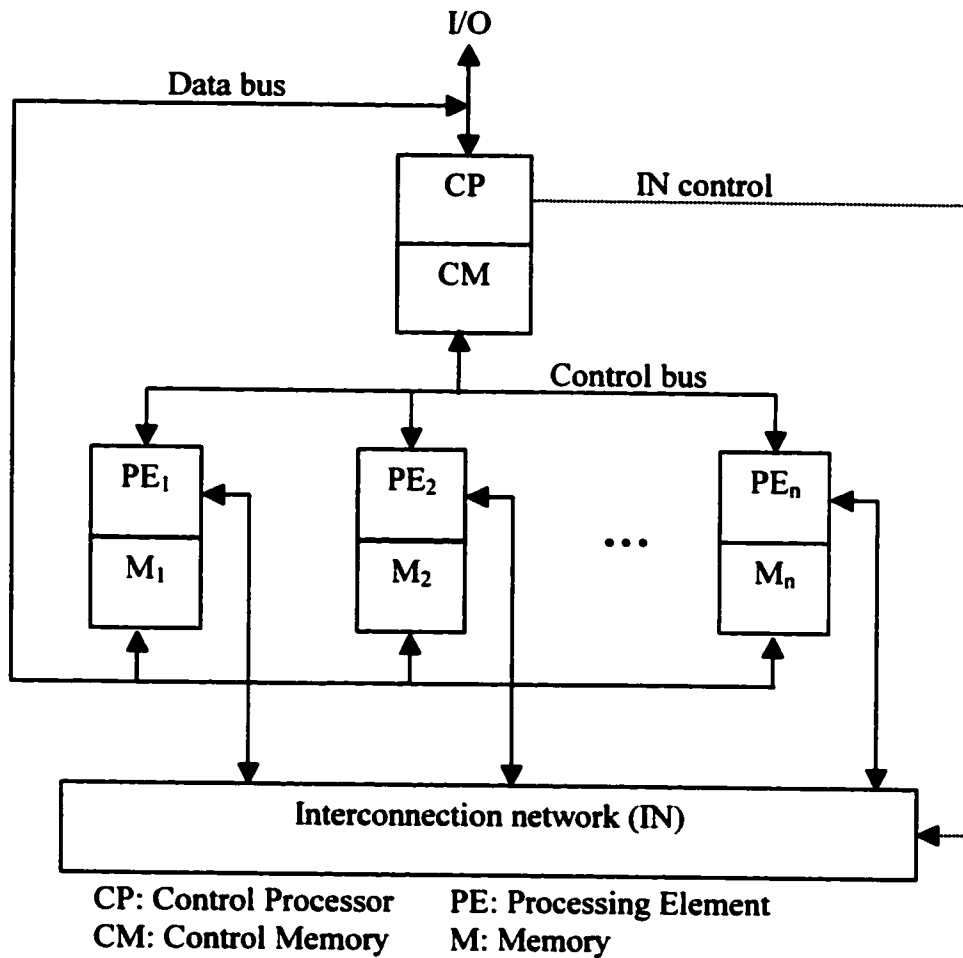 I/O
Data bus
CP
IN control
CM
Control bus
PE₁
PE₂
PEₙ
M₁
M₂
...
Mₙ
Interconnection network (IN)
CP: Control Processor PE: Processing Element
CM: Control Memory M: Memory